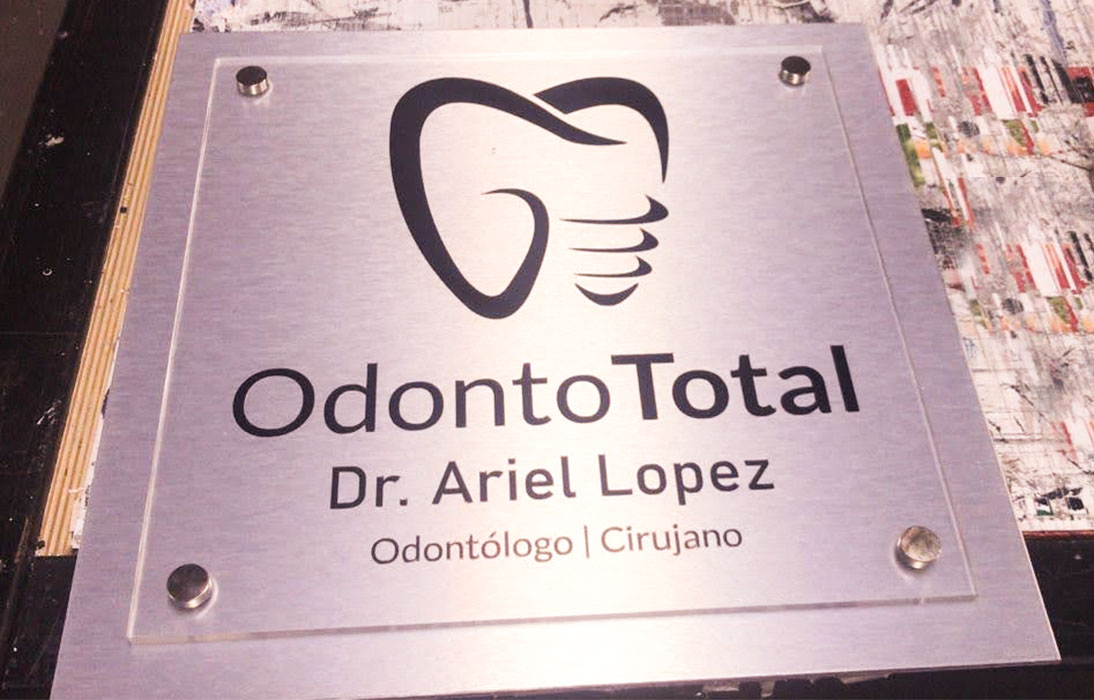 OdontoTotal
Dr. Ariel Lopez
Odontólogo | Cirujano